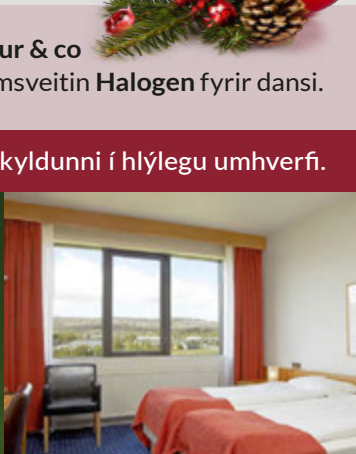 ur & co
msveitin Halogen fyrir dansi.
kyldunni í hlýlegu umhverfi.